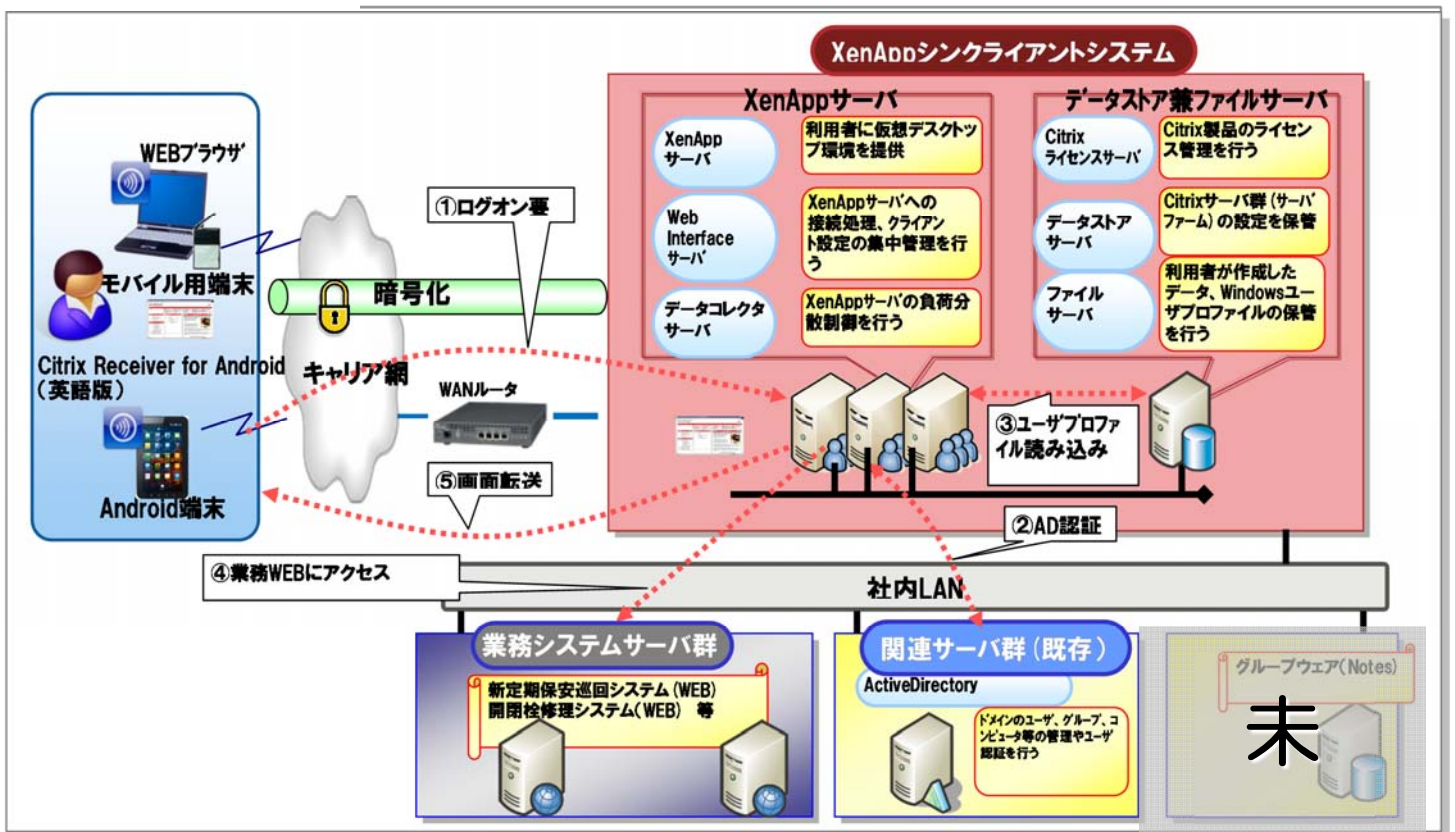 XenAppシンクライアントシステム
XenAppサーバ
データストア兼ファイルサーバ
XenApp
サーバ
利用者に仮想デスクトッ
プ環境を提供
Web
Interface
サーバ
XenAppサーバへの
接続処理、クライアン
ト設定の集中管理を行
う
データコレクタ
サーバ
XenAppサーバの負荷分
散制御を行う
Citrix
ライセンスサーバ
Citrix製品のライセン
ス管理を行う
データストア
サーバ
Citrixサーバ群(サーバ
ファーム)の設定を保管
ファイル
サーバ
利用者が作成した
データ、Windowsユー
ザプロファイルの保管
を行う
WEBブラウザ
モバイル用端末
Citrix Receiver for Android
(英語版)
Android端末
①ログオン要
暗号化
キャリア網
WANルータ
③ユーザプロファ
イル読み込み
⑤画面転送
②AD認証
④業務WEBにアクセス
社内LAN
業務システムサーバ群
新定期保安巡回システム(WEB)
開閉栓修理システム(WEB) 等
関連サーバ群(既存)
ActiveDirectory
ドメインのユーザ、グループ、コ
ンピュータ等の管理やユーザ
認証を行う
グループウェア(Notes)
未